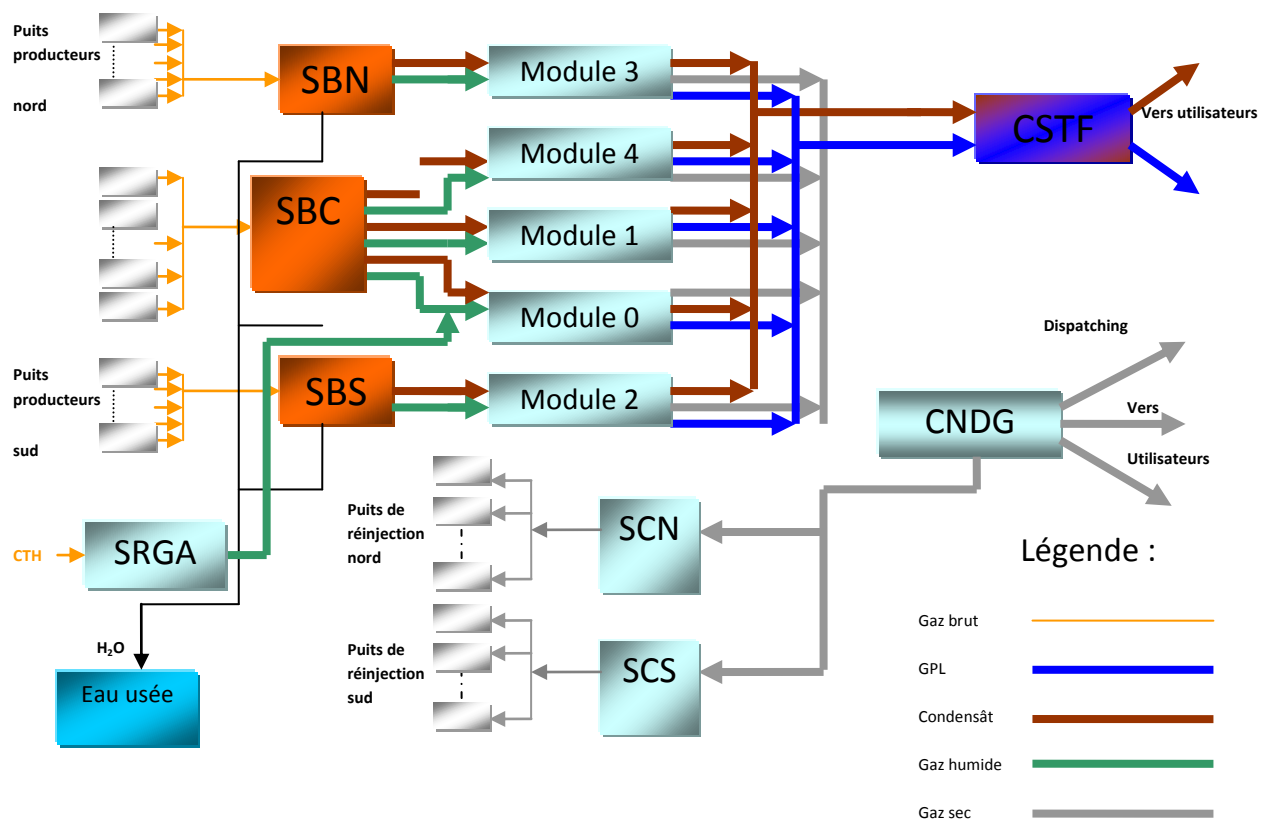 Puits
producteurs
nord
SBN
Module 3
CSTF
Vers utilisateurs
Module 4
SBC
Module 1
Module 0
Dispatching
Puits
producteurs
sud
SBS
Module 2
CNDG
Vers
Utilisateurs
Puits de
réinjection
nord
SCN
CTH
SRGA
Légende :
Gaz brut
H₂O
Puits de
réinjection
sud
SCS
GPL
Eau usée
Condensât
Gaz humide
Gaz sec